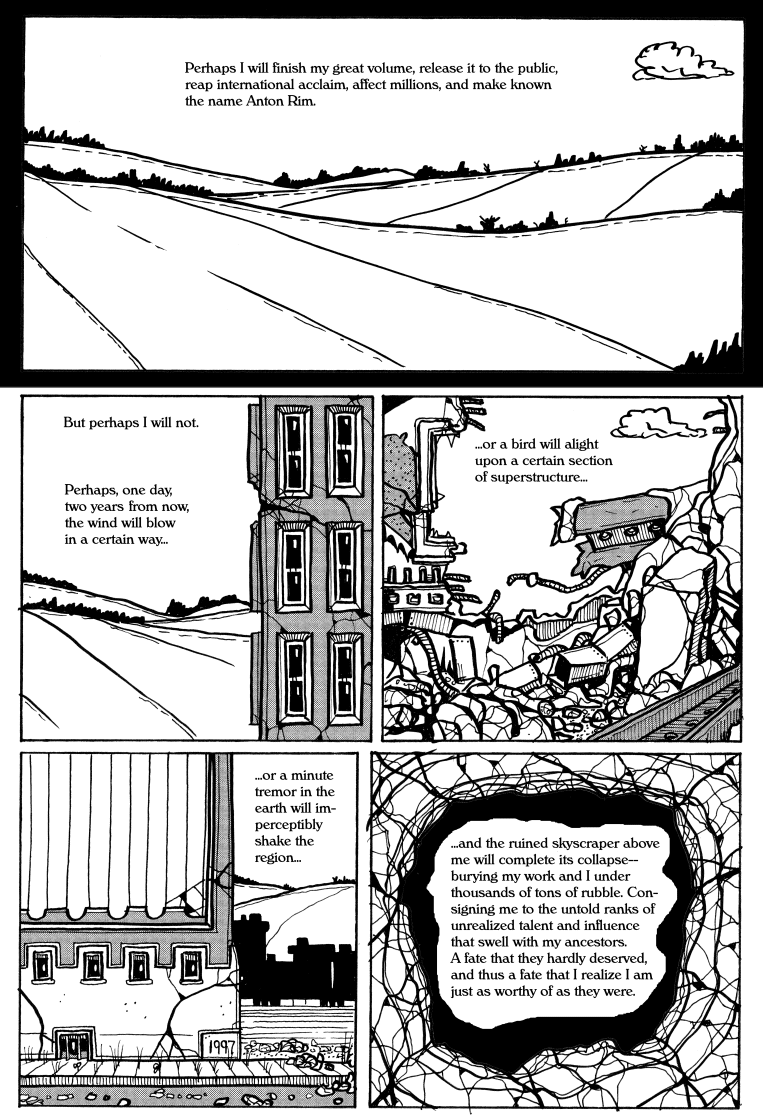 Perhaps I will finish my great volume, release it to the public,
reap international acclaim, affect millions, and make known
the name Anton Rim.
But perhaps I will not.
Perhaps, one day,
two years from now,
the wind will blow
in a certain way...
...or a bird will alight
upon a certain section
of superstructure...
...or a minute
tremor in the
earth will im-
perceptibly
shake the
region...
1997
...and the ruined skyscraper above
me will complete its collapse--
burying my work and I under
thousands of tons of rubble. Con-
signing me to the untold ranks of
unrealized talent and influence
that swell with my ancestors.
A fate that they hardly deserved,
and thus a fate that I realize I am
just as worthy of as they were.